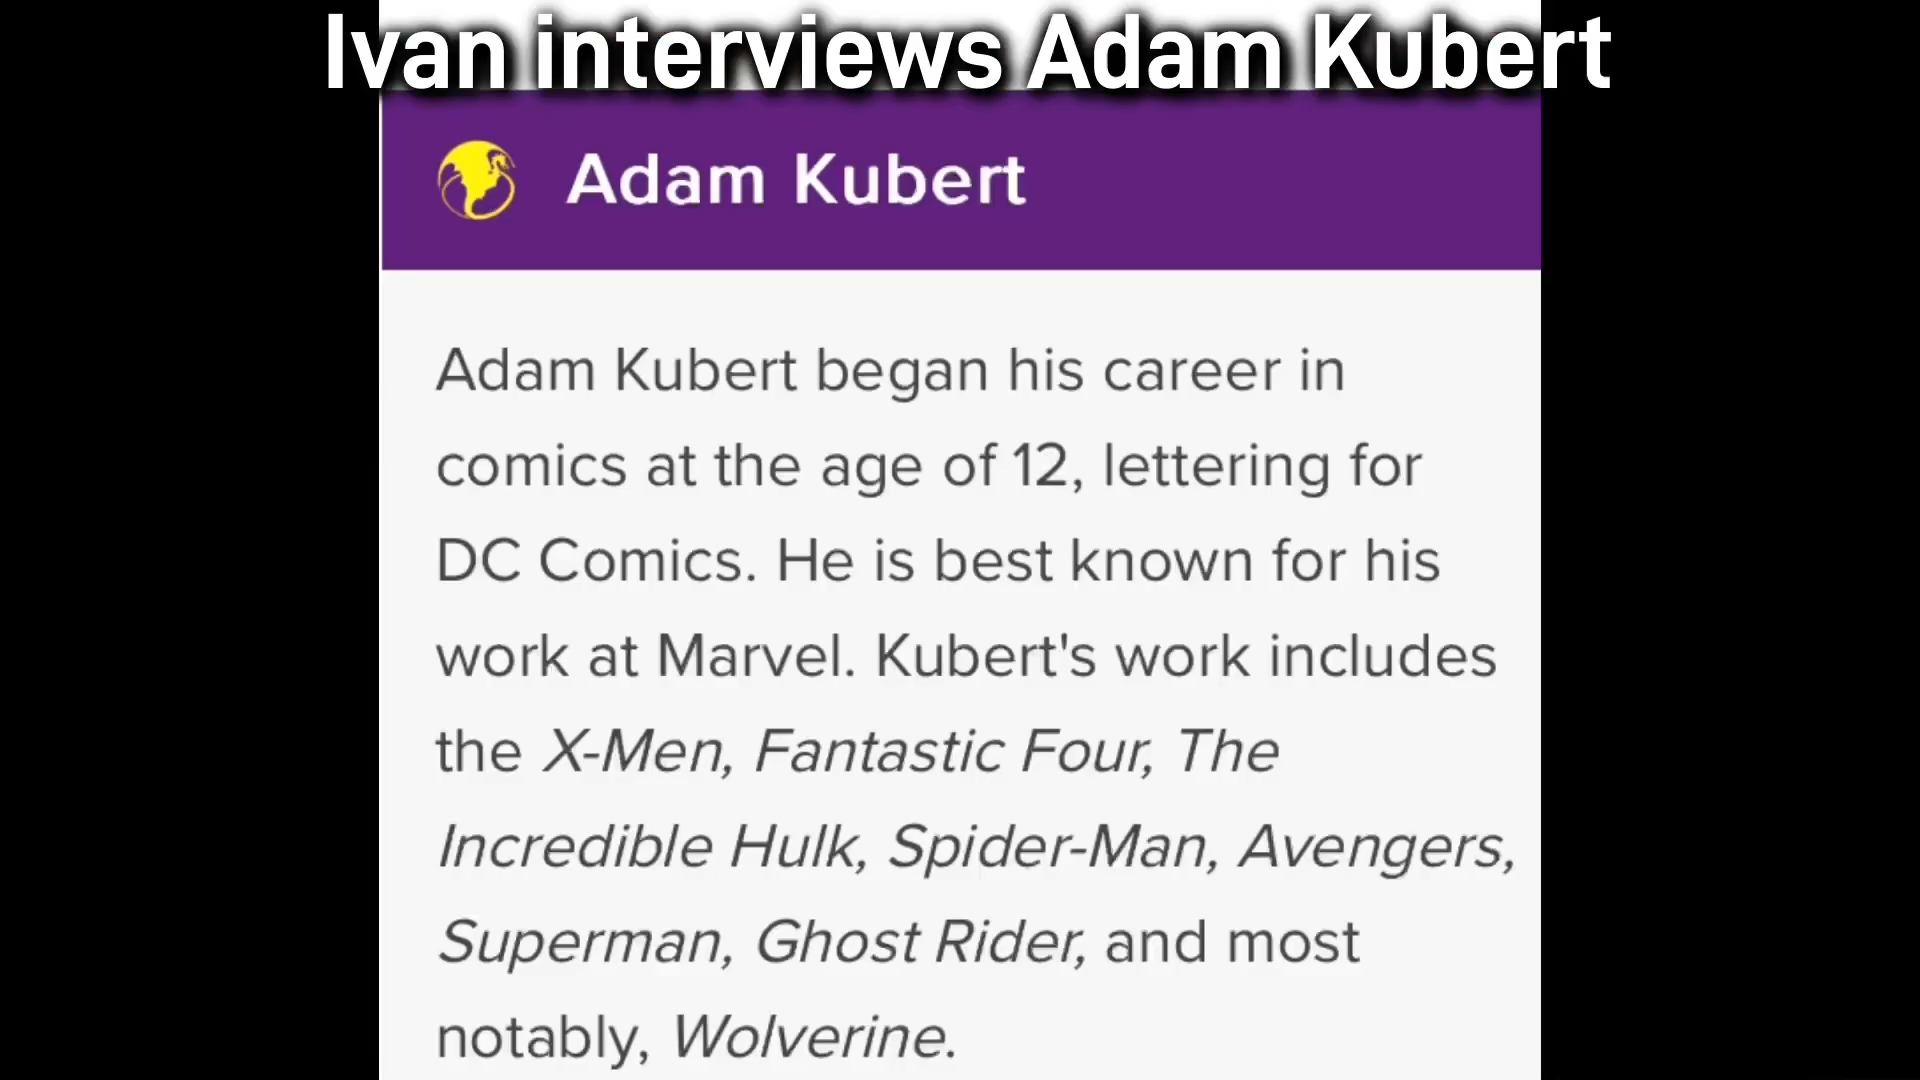 Ivan interviews Adam Kubert
Adam Kubert
Adam Kubert began his career in
comics at the age of 12, lettering for
DC Comics. He is best known for his
work at Marvel. Kubert's work includes
the X-Men, Fantastic Four, The
Incredible Hulk, Spider-Man, Avengers,
Superman, Ghost Rider, and most
notably, Wolverine.